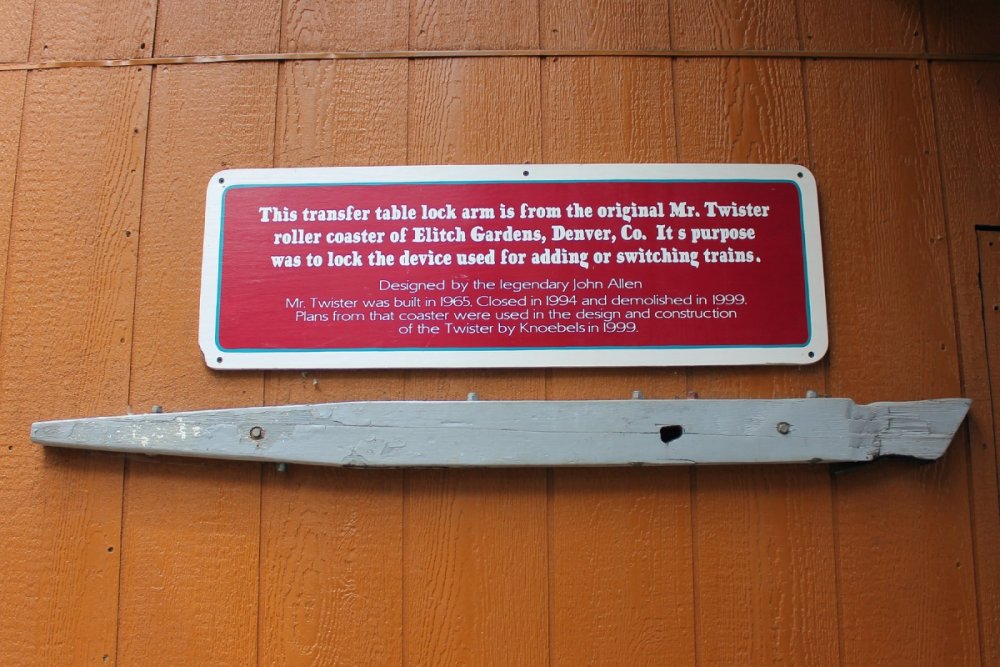 This transfer table lock arm is from the original Mr. Twister
roller coaster of Elitch Gardens, Denver, Co. It s purpose
was to lock the device used for adding or switching trains.
Designed by the legendary John Allen
Mr. Twister was built in 1965. Closed in 1994 and demolished in 1999.
Plans from that coaster were used in the design and construction
of the Twister by Knoebels in 1999.